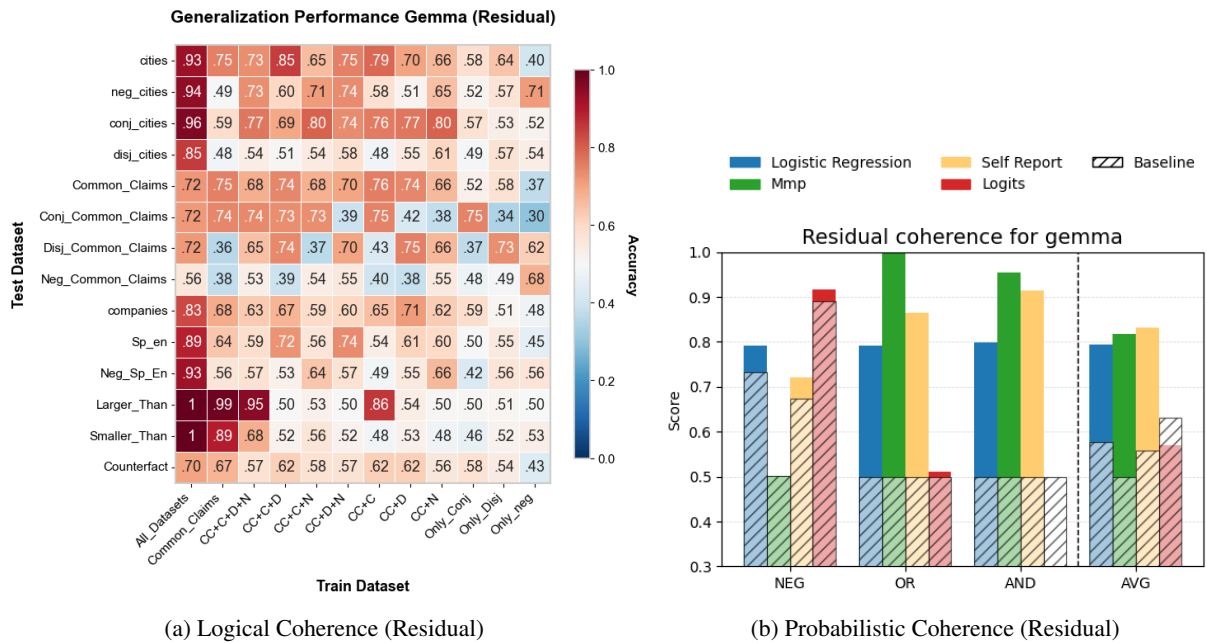 Generalization Performance Gemma (Residual)
Test Dataset
cities .93 .75 .73 .85 .65 .75 .79 .70 .66 .58 .64 .40
neg_cities .94 .49 .73 .60 .71 .74 .58 .51 .65 .52 .57 .71
conj_cities .96 .59 .77 .69 .80 .74 .76 .77 .80 .57 .53 .52
disj_cities .85 .48 .54 .51 .54 .58 .48 .55 .61 .49 .57 .54
Common_Claims .72 .75 .68 .74 .68 .70 .76 .74 .66 .52 .58 .37
Conj_Common_Claims .72 .74 .74 .73 .73 .39 .75 .42 .38 .75 .34 .30
Disj_Common_Claims .72 .36 .65 .74 .37 .70 .43 .75 .66 .37 .73 .62
Neg_Common_Claims .56 .38 .53 .39 .54 .55 .40 .38 .55 .48 .49 .68
companies .83 .68 .63 .67 .59 .60 .65 .71 .62 .59 .51 .48
Sp_en .89 .64 .59 .72 .56 .74 .54 .61 .60 .50 .55 .45
Neg_Sp_En .93 .56 .57 .53 .64 .57 .49 .55 .66 .42 .56 .56
Larger_Than 1 .99 .95 .50 .53 .50 .86 .54 .50 .50 .51 .50
Smaller_Than 1 .89 .68 .52 .56 .52 .48 .53 .48 .46 .52 .53
Counterfact .70 .67 .57 .62 .58 .57 .62 .62 .56 .58 .54 .43
All_Datasets
Common_Claims
CC+C+D+N
CC+C+D
CC+C+N
CC+D+N
CC+C
CC+D
CC+N
Only_Conj
Only_Disj
Only_neg
Train Dataset
1.0
0.8
0.6
0.4
0.2
0.0
Accuracy
(a) Logical Coherence (Residual)
Logistic Regression
Mmp
Self Report
Logits
Baseline
Residual coherence for gemma
Score
1.0
0.9
0.8
0.7
0.6
0.5
0.4
0.3
NEG OR AND AVG
(b) Probabilistic Coherence (Residual)